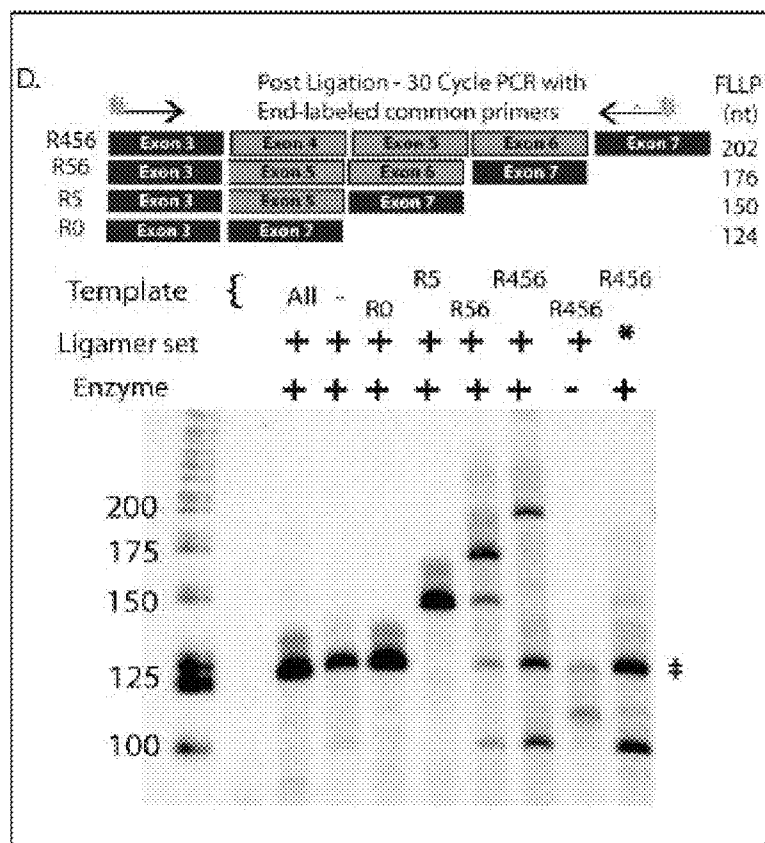 D.
Post Ligation - 30 Cycle PCR with
End-labeled common primers
FLLP
(nt)
R456 Exon 3 Exon 4 Exon 5 Exon 6 Exon 7 202
R56 Exon 3 Exon 5 Exon 6 Exon 7 176
R5 Exon 3 Exon 5 Exon 7 150
R0 Exon 3 Exon 7 124
Template { All - R0 R5 R56 R456 R456 R456
Ligamer set + + + + + + + *
Enzyme + + + + + + - +
200
175
150
125 ‡
100